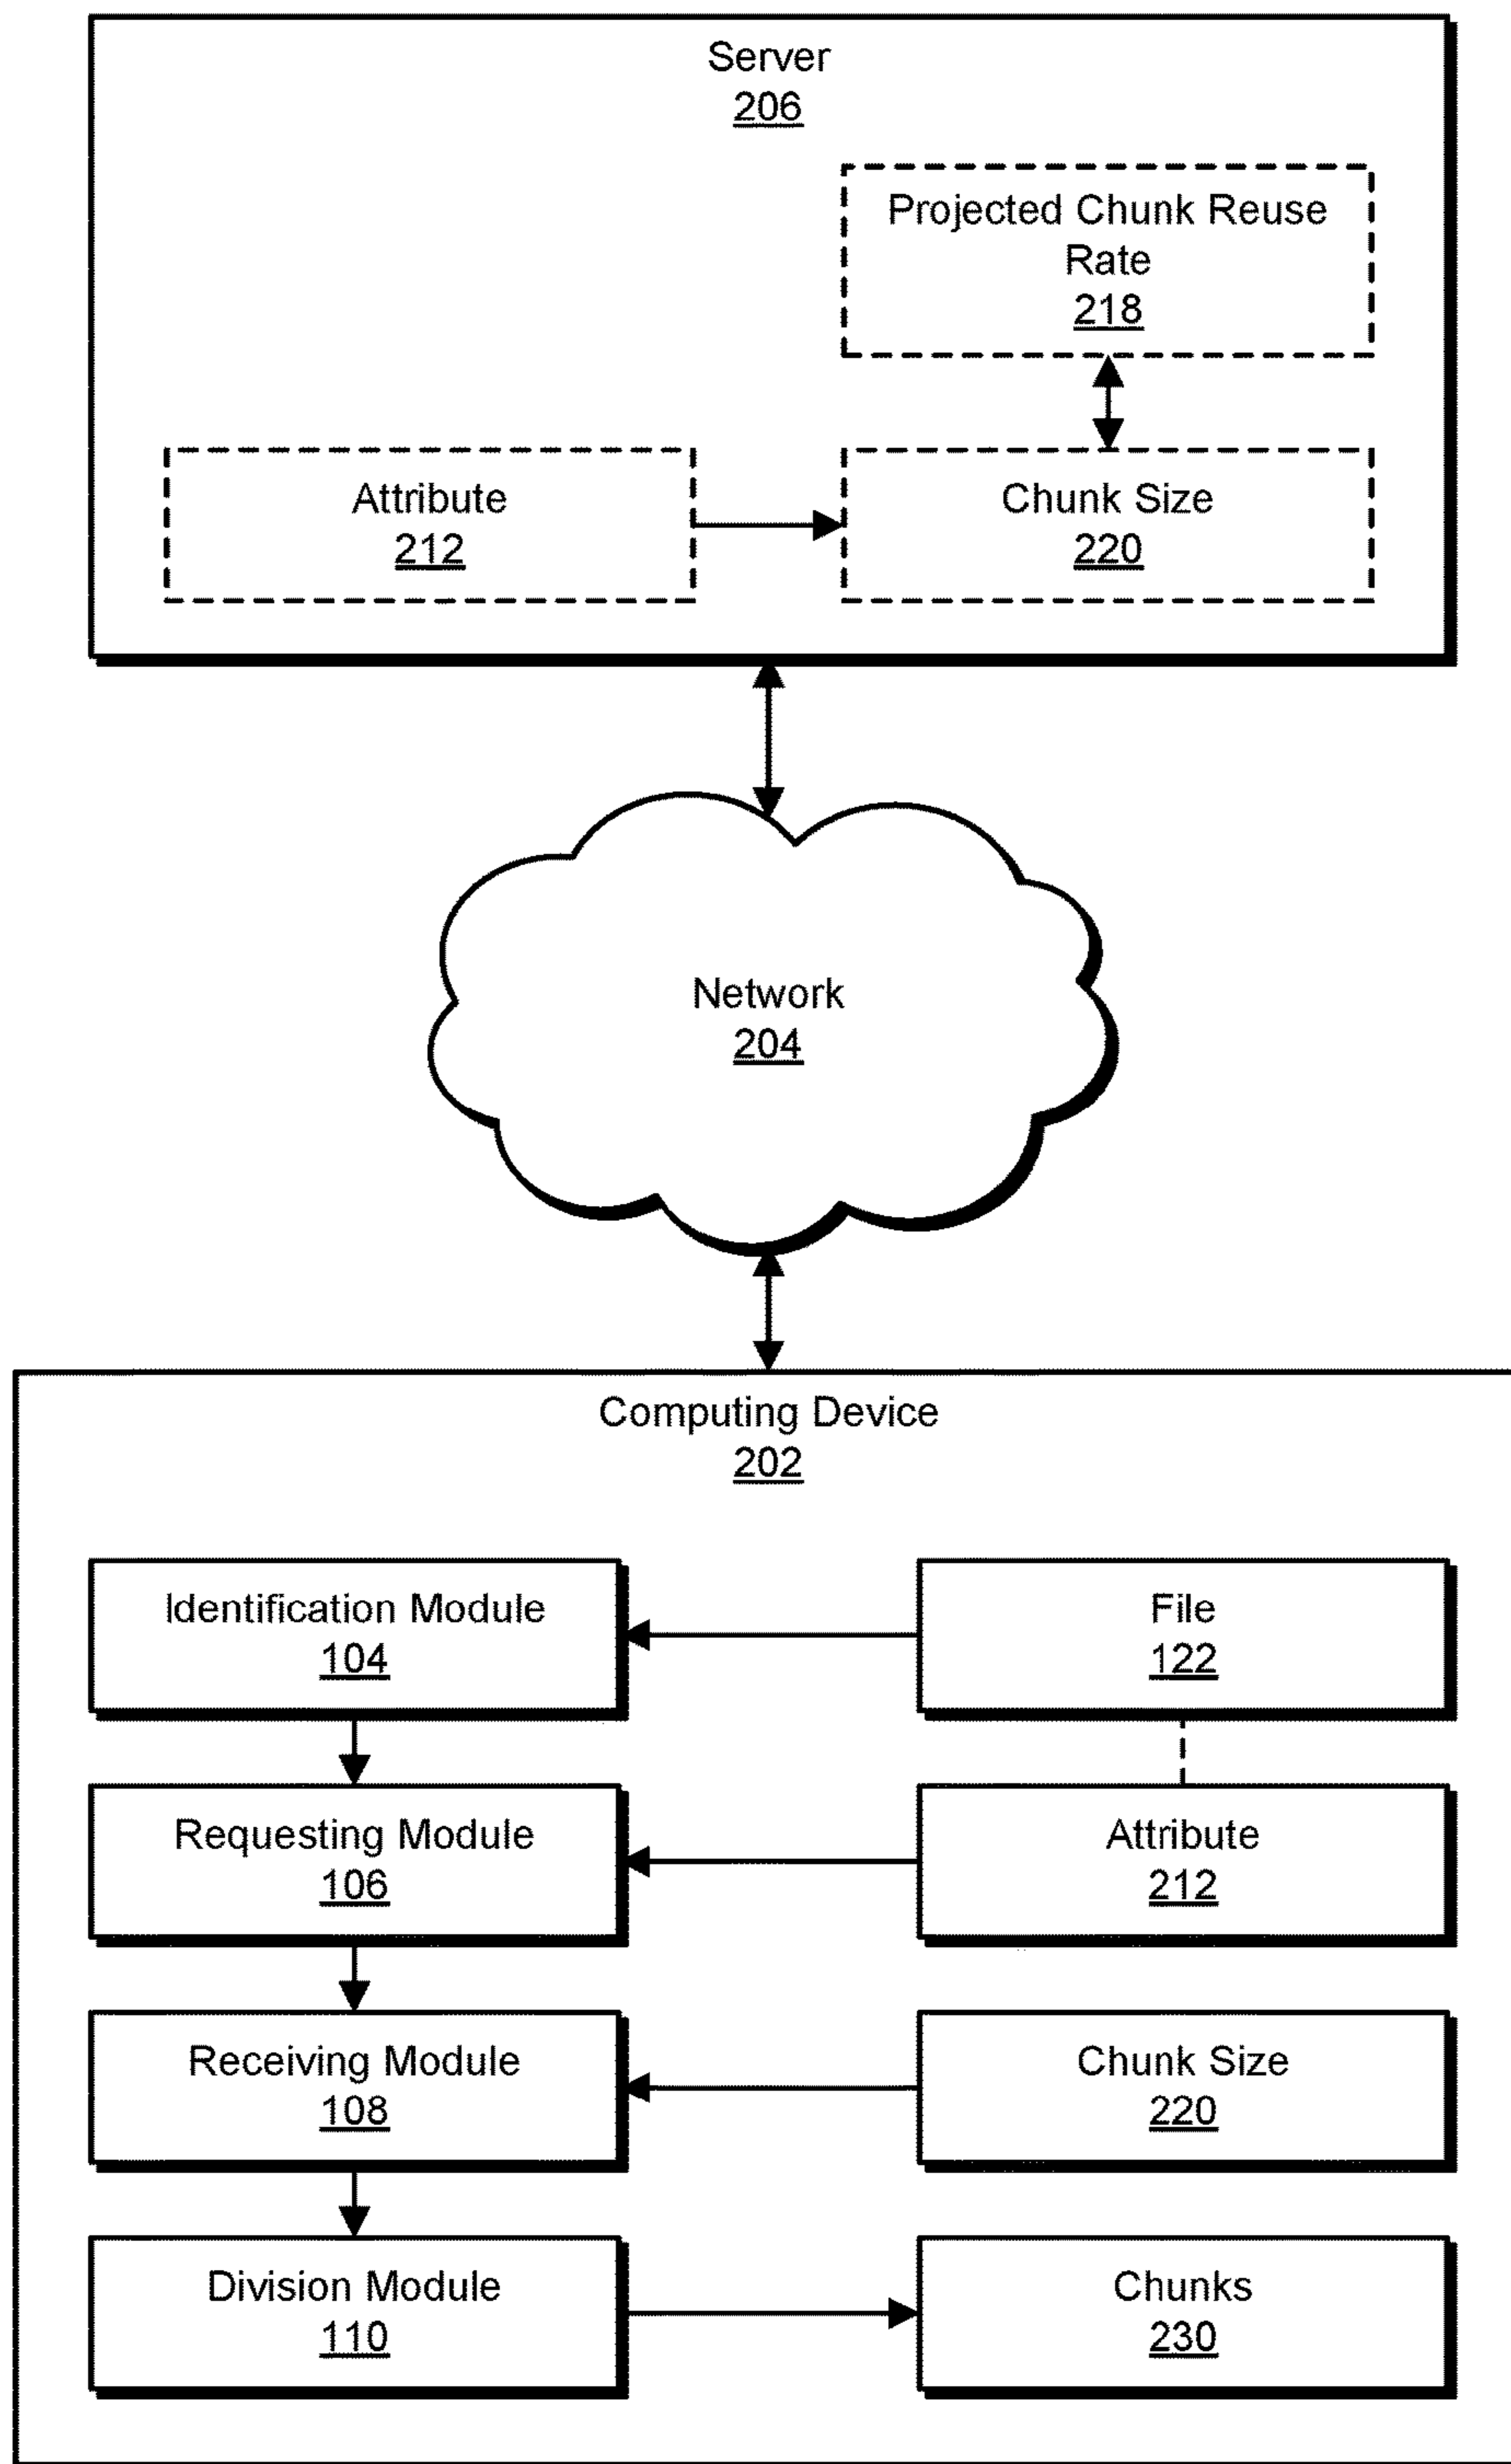 Server
206
Projected Chunk Reuse
Rate
218
Attribute
212
Chunk Size
220
Network
204
Computing Device
202
Identification Module
104
File
122
Requesting Module
106
Attribute
212
Receiving Module
108
Chunk Size
220
Division Module
110
Chunks
230